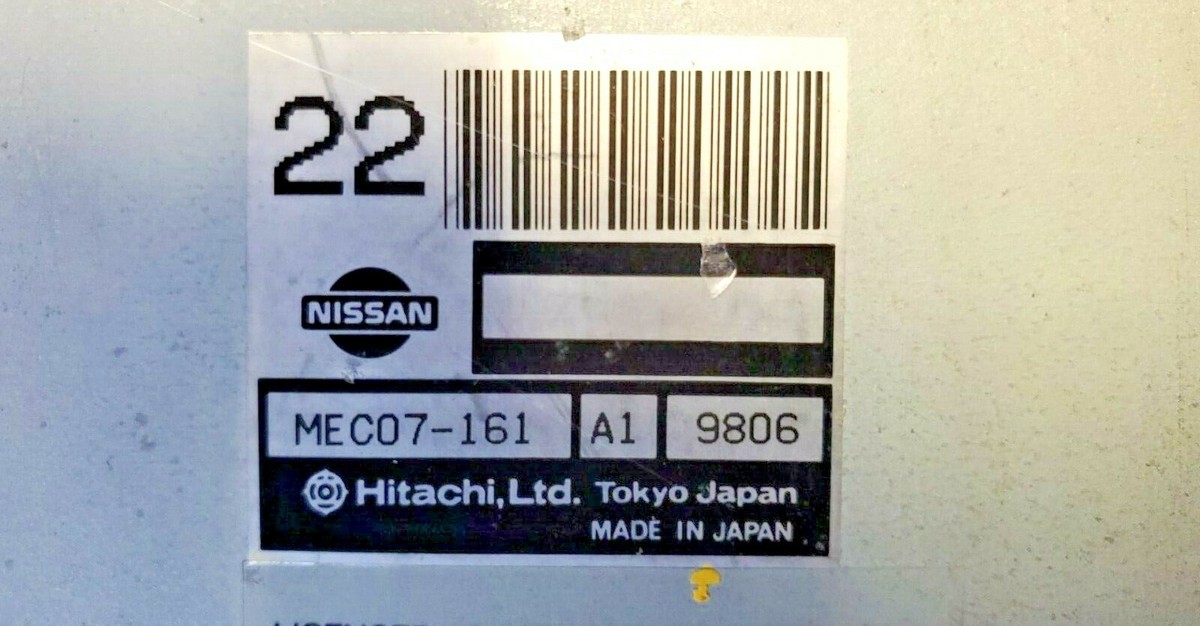 22
NISSAN
MEC07-161 A1 9806
Hitachi, Ltd. Tokyo Japan
MADE IN JAPAN